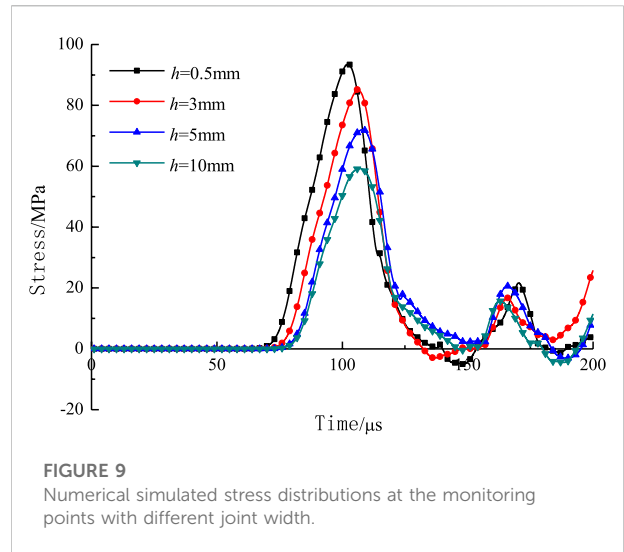 100
80
60
40
20
0
-20
Stress/MPa
h=0.5mm
h=3mm
h=5mm
h=10mm
0
50
100
150
200
Time/μs
FIGURE 9
Numerical simulated stress distributions at the monitoring
points with different joint width.